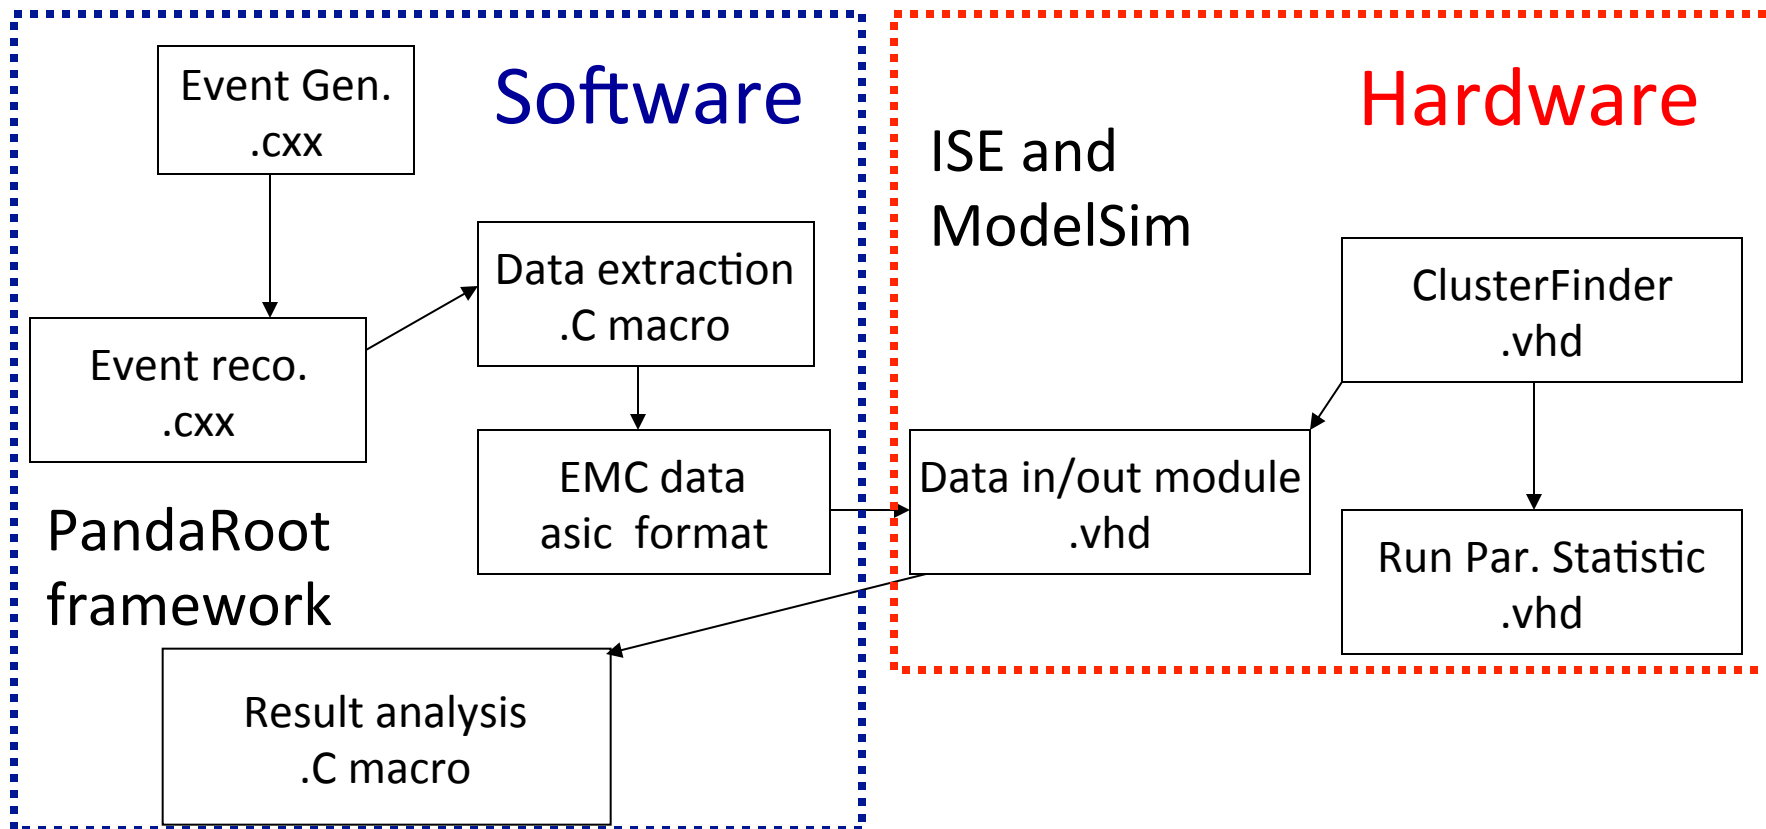 Event Gen.
.cxx
Software
Hardware
ISE and
ModelSim
Data extraction
.C macro
ClusterFinder
.vhd
Event reco.
.cxx
EMC data
asic  format
Data in/out module
.vhd
PandaRoot
framework
Run Par. Statistic
.vhd
Result analysis
.C macro